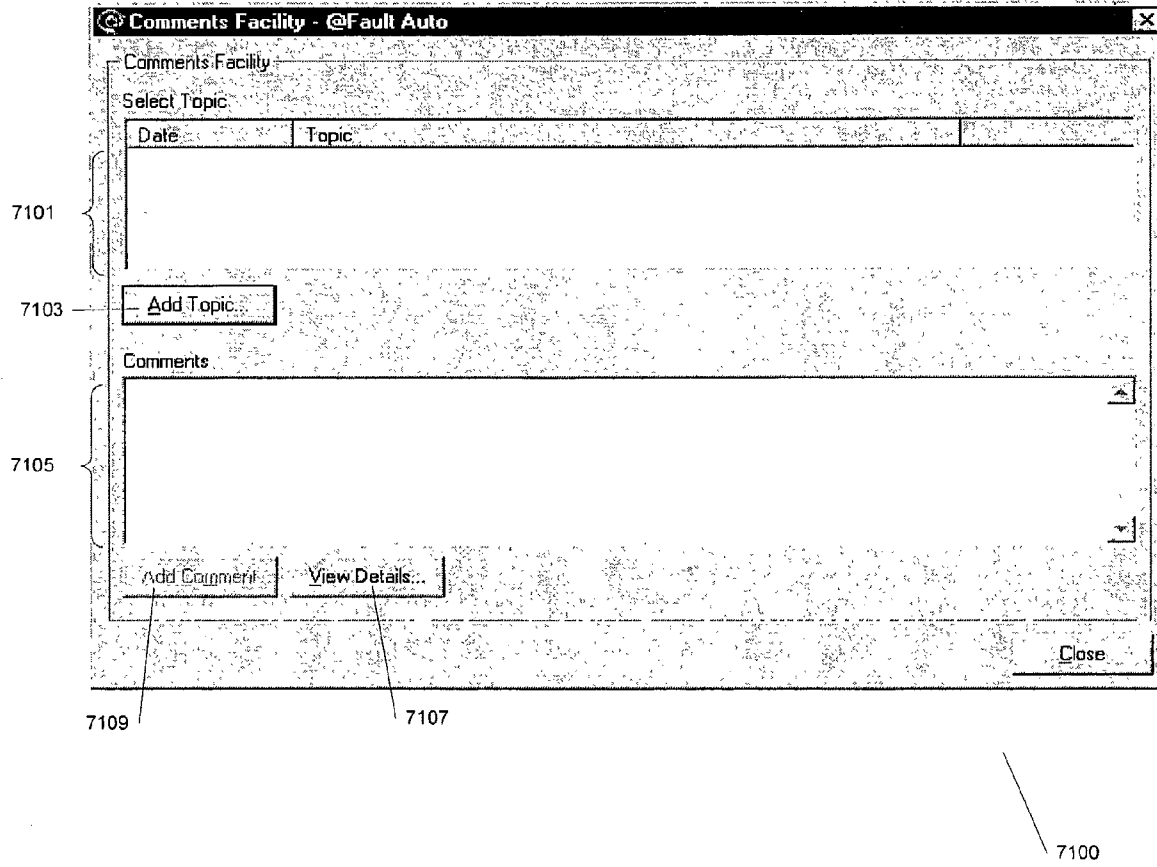 @ Comments Facility - @Fault Auto X
Comments Facility
Select Topic
Date Topic
7101
7103 Add Topic...
Comments
7105
Add Comment View Details...
Close
7109 7107
7100